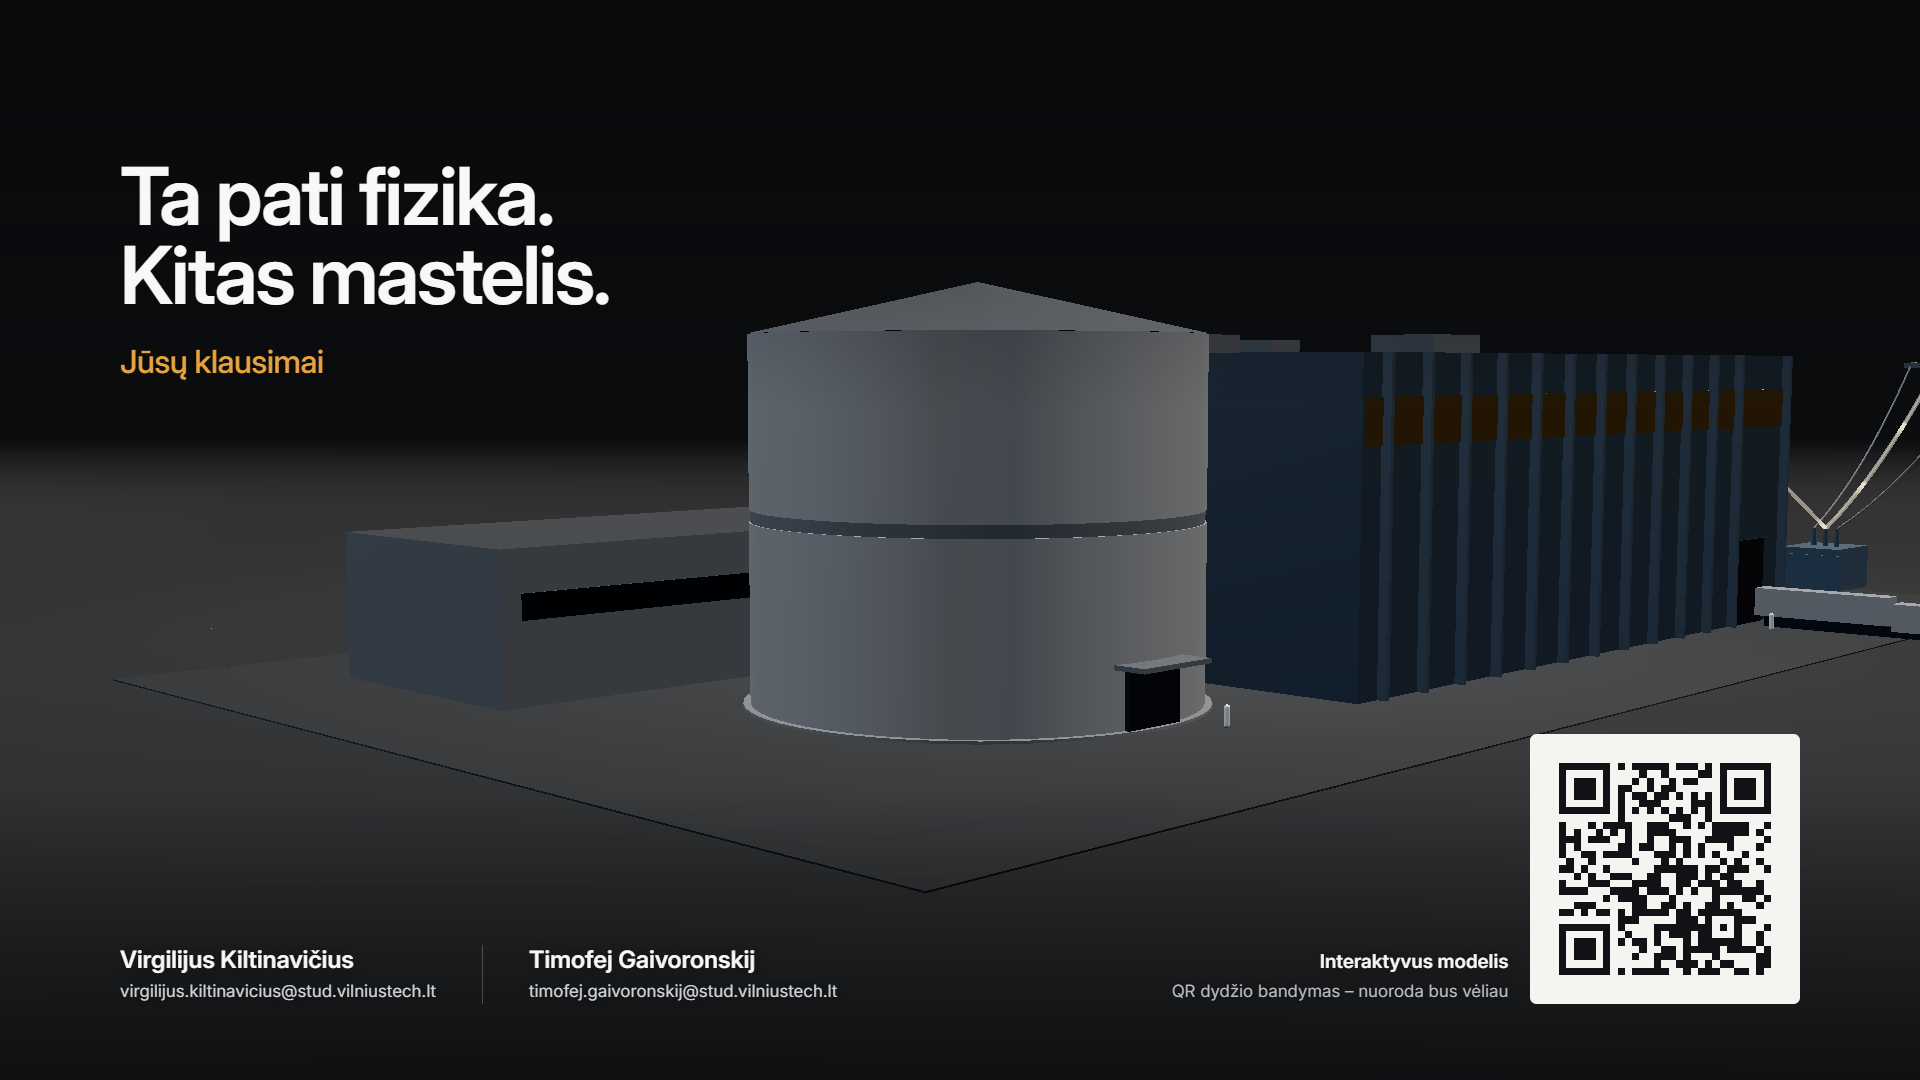 Ta pati fizika.
Kitas mastelis.
Jūsų klausimai
Virgilijus Kiltinavičius
virgilijus.kiltinavicius@stud.vilniustech.lt
Timofej Gaivoronskij
timofej.gaivoronskij@stud.vilniustech.lt
Interaktyvus modelis
QR dydžio bandymas – nuoroda bus vėliau